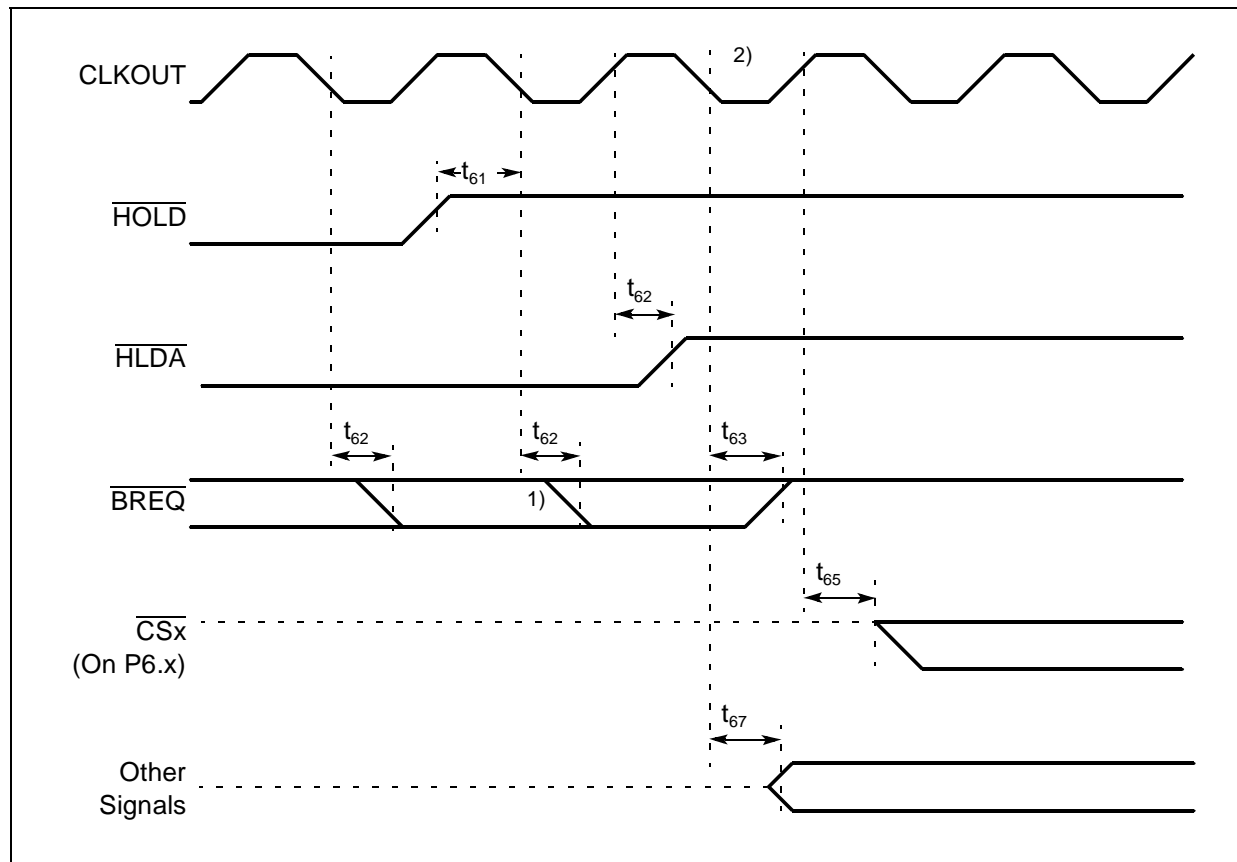 CLKOUT
2)
t61
HOLD
t62
HLDA
t62
t62
t63
BREQ
1)
t65
CSx
(On P6.x)
t67
Other
Signals